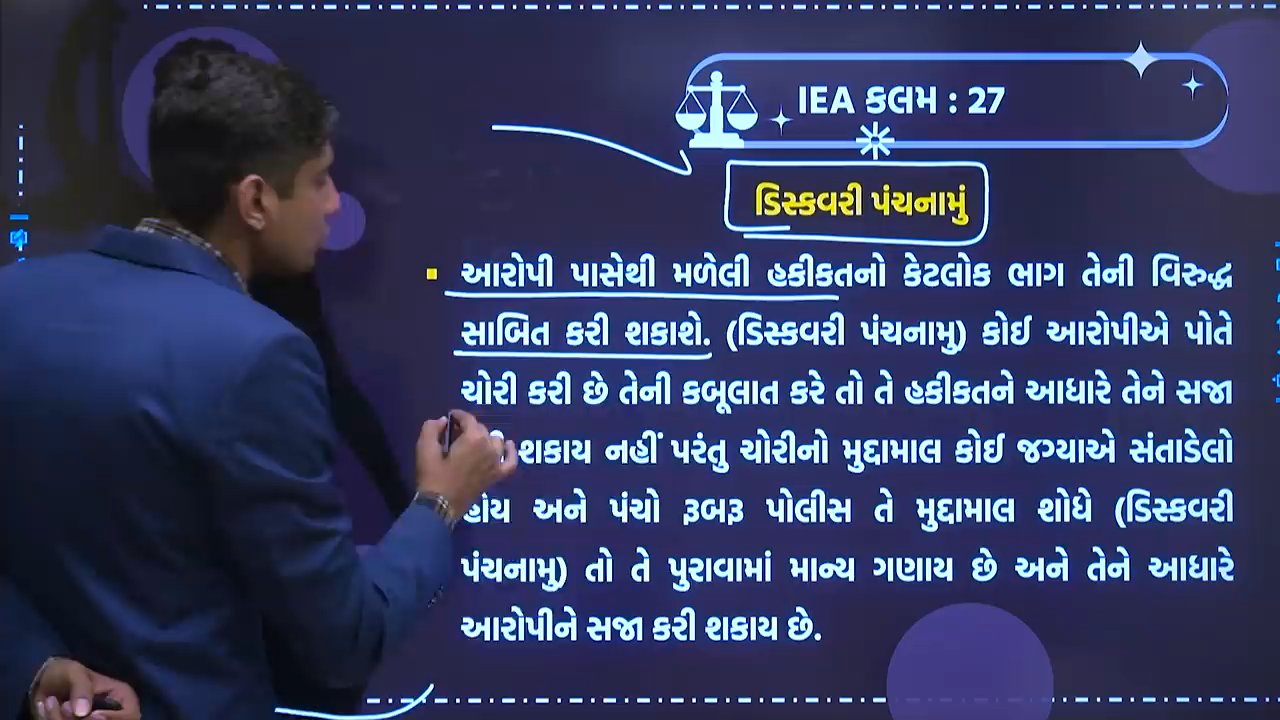 IEA કલમ : 27
ડિસ્કવરી પંચનામું
આરોપી પાસેથી મળેલી હકીકતનો કેટલોક ભાગ તેની વિરુદ્ધ
સાબિત કરી શકાશે. (ડિસ્કવરી પંચનામુ) કોઈ આરોપીએ પોતે
ચોરી કરી છે તેની કબૂલાત કરે તો તે હકીકતને આધારે તેને સજા
શકાય નહીં પરંતુ ચોરીનો મુદ્દામાલ કોઈ જગ્યાએ સંતાડેલો
હોય અને પંચો રૂબરૂ પોલીસ તે મુદ્દામાલ શોધે (ડિસ્કવરી
પંચનામુ) તો તે પુરાવામાં માન્ય ગણાય છે અને તેને આધારે
આરોપીને સજા કરી શકાય છે.